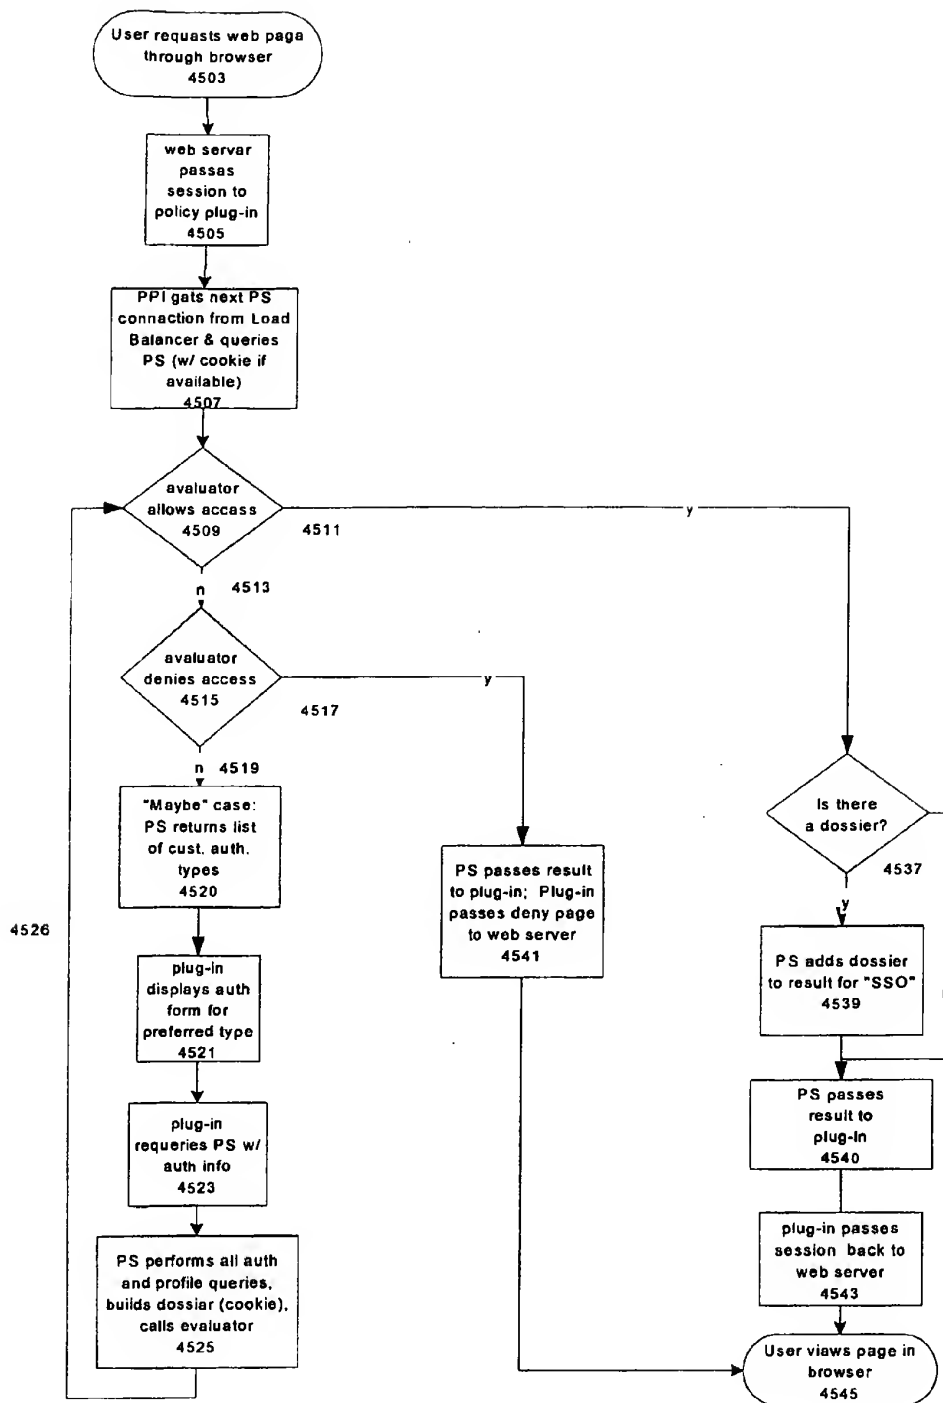 User requasts web paga
through browser
4503
web servar
passas
session to
policy plug-in
4505
PPI gats next PS
connaction from Load
Balancer & queries
PS (w/ cookie if
available)
4507
avaluator
allows accass
4509
4511
y
n
4513
avaluator
denies access
4515
4517
y
n
4519
"Maybe" case:
PS returns list
of cust. auth.
types
4520
4526
plug-in
displays auth
form for
preferred type
4521
plug-in
requeries PS w/
auth info
4523
PS performs all auth
and profile queries,
builds dossiar (cookie),
calls evaluator
4525
PS passes result
to plug-in; Plug-in
passes deny page
to web server
4541
Is there
a dossier?
4537
y
PS adds dossier
to result for "SSO"
4539
PS passes
result to
plug-In
4540
plug-in passes
session back to
web server
4543
User viaws page in
browser
4545